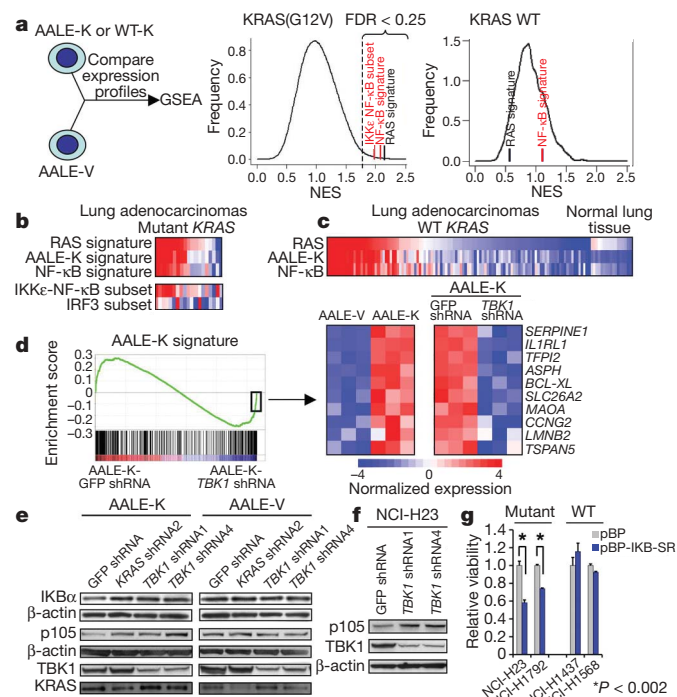 a
AALE-K or WT-K
Compare
expression
profiles
GSEA
AALE-V
KRAS(G12V)
FDR < 0.25
Frequency
0.8
0.6
0.4
0.2
0.0
IKKε NF-κB subset
NF-κB signature
RAS signature
0.0 0.5 1.0 1.5 2.0 2.5
NES
KRAS WT
Frequency
1.5
1.0
0.5
0.0
RAS signature
NF-κB signature
0.0 0.5 1.0 1.5 2.0 2.5
NES
b
Lung adenocarcinomas
Mutant KRAS
RAS signature
AALE-K signature
NF-κB signature
IKKε-NF-κB subset
IRF3 subset
c
Lung adenocarcinomas
WT KRAS
Normal lung
tissue
RAS
AALE-K
NF-κB
d
AALE-K signature
Enrichment score
0.3
0.2
0.1
0
−0.1
−0.2
−0.3
AALE-K-
GFP shRNA
AALE-K-
TBK1 shRNA
AALE-K
AALE-V AALE-K
GFP
shRNA
TBK1
shRNA
SERPINE1
IL1RL1
TFPI2
ASPH
BCL-XL
SLC26A2
MAOA
CCNG2
LMNB2
TSPAN5
−4 0 4
Normalized expression
e
AALE-K
AALE-V
GFP shRNA
KRAS shRNA2
TBK1 shRNA1
TBK1 shRNA4
GFP shRNA
KRAS shRNA2
TBK1 shRNA1
TBK1 shRNA4
IKBα
β-actin
p105
β-actin
TBK1
KRAS
f
NCI-H23
GFP shRNA
TBK1 shRNA1
TBK1 shRNA4
p105
TBK1
β-actin
g
Mutant WT
pBP
pBP-IKB-SR
Relative viability
1.4
1.2
1.0
0.8
0.6
0.4
0.2
0
* *
NCI-H23
NCI-H1792
NCI-H1437
NCI-H1568
*P < 0.002